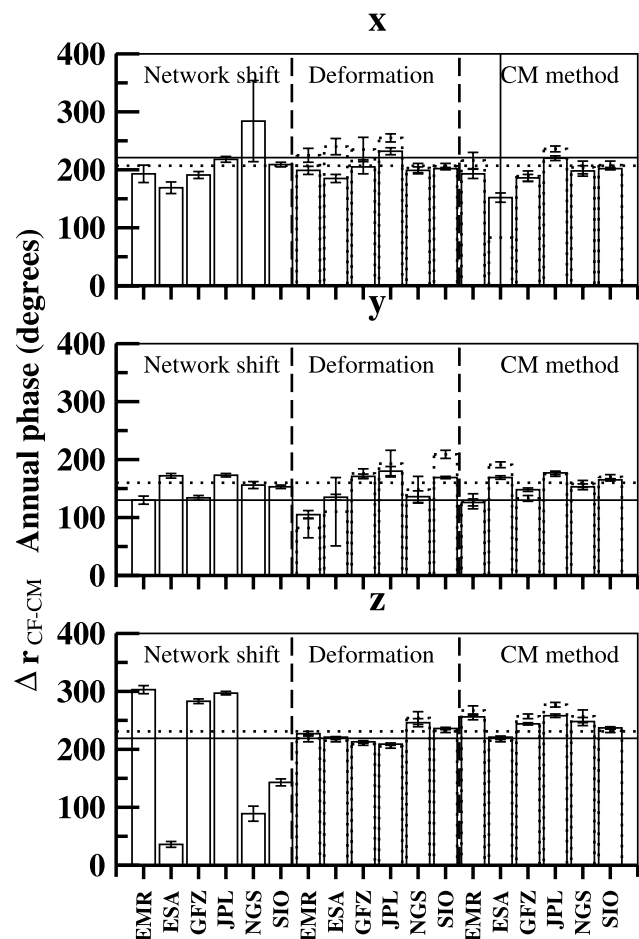 x
400
Network shift Deformation CM method
300
200
100
0
y
400
Network shift Deformation CM method
300
200
100
0
z
400
Network shift Deformation CM method
300
200
100
0
EMR ESA GFZ JPL NGS SIO EMR ESA GFZ JPL NGS SIO EMR ESA GFZ JPL NGS SIO
Δ r CF-CM Annual phase (degrees)